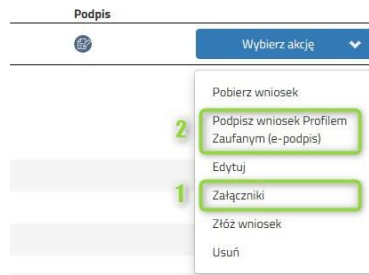 Podpis
Wybierz akcję
Pobierz wniosek
2
Podpisz wniosek Profilem
Zaufanym (e-podpis)
Edytuj
1
Załączniki
Złóż wniosek
Usuń